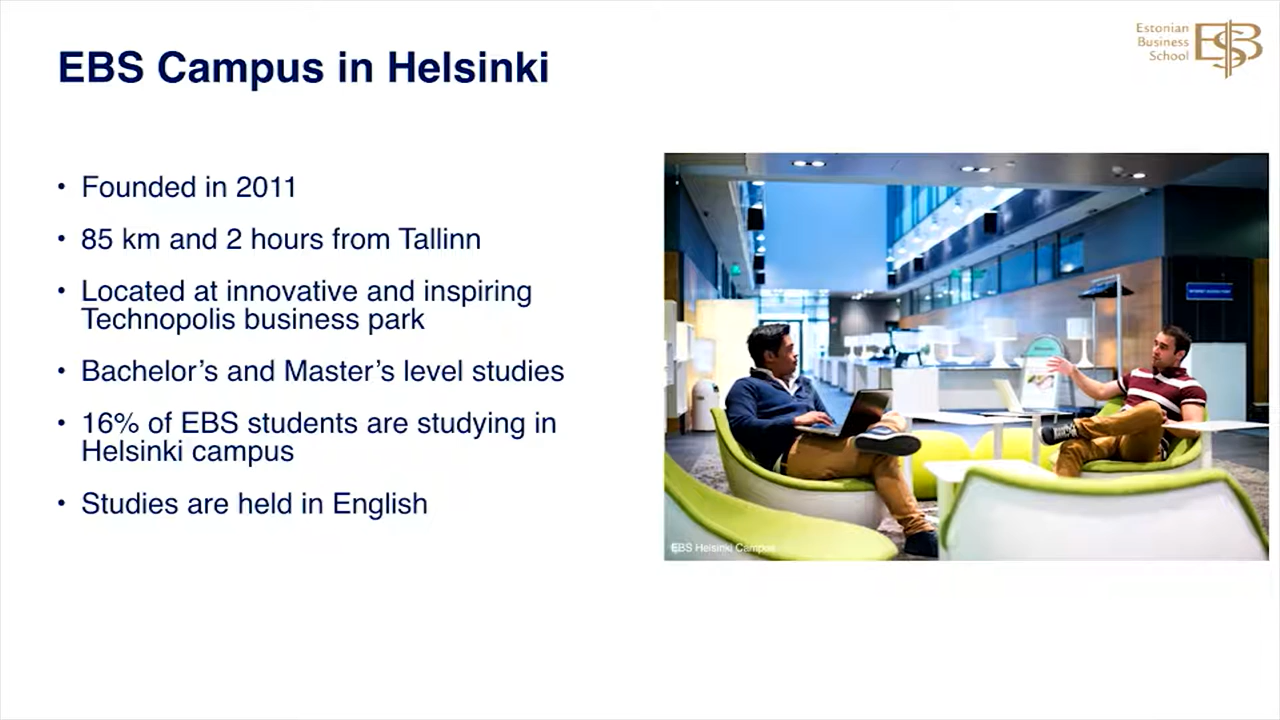 EBS Campus in Helsinki
Estonian
Business
School
EBS
• Founded in 2011
• 85 km and 2 hours from Tallinn
• Located at innovative and inspiring
Technopolis business park
• Bachelor’s and Master’s level studies
• 16% of EBS students are studying in
Helsinki campus
• Studies are held in English
EBS Helsinki Campus